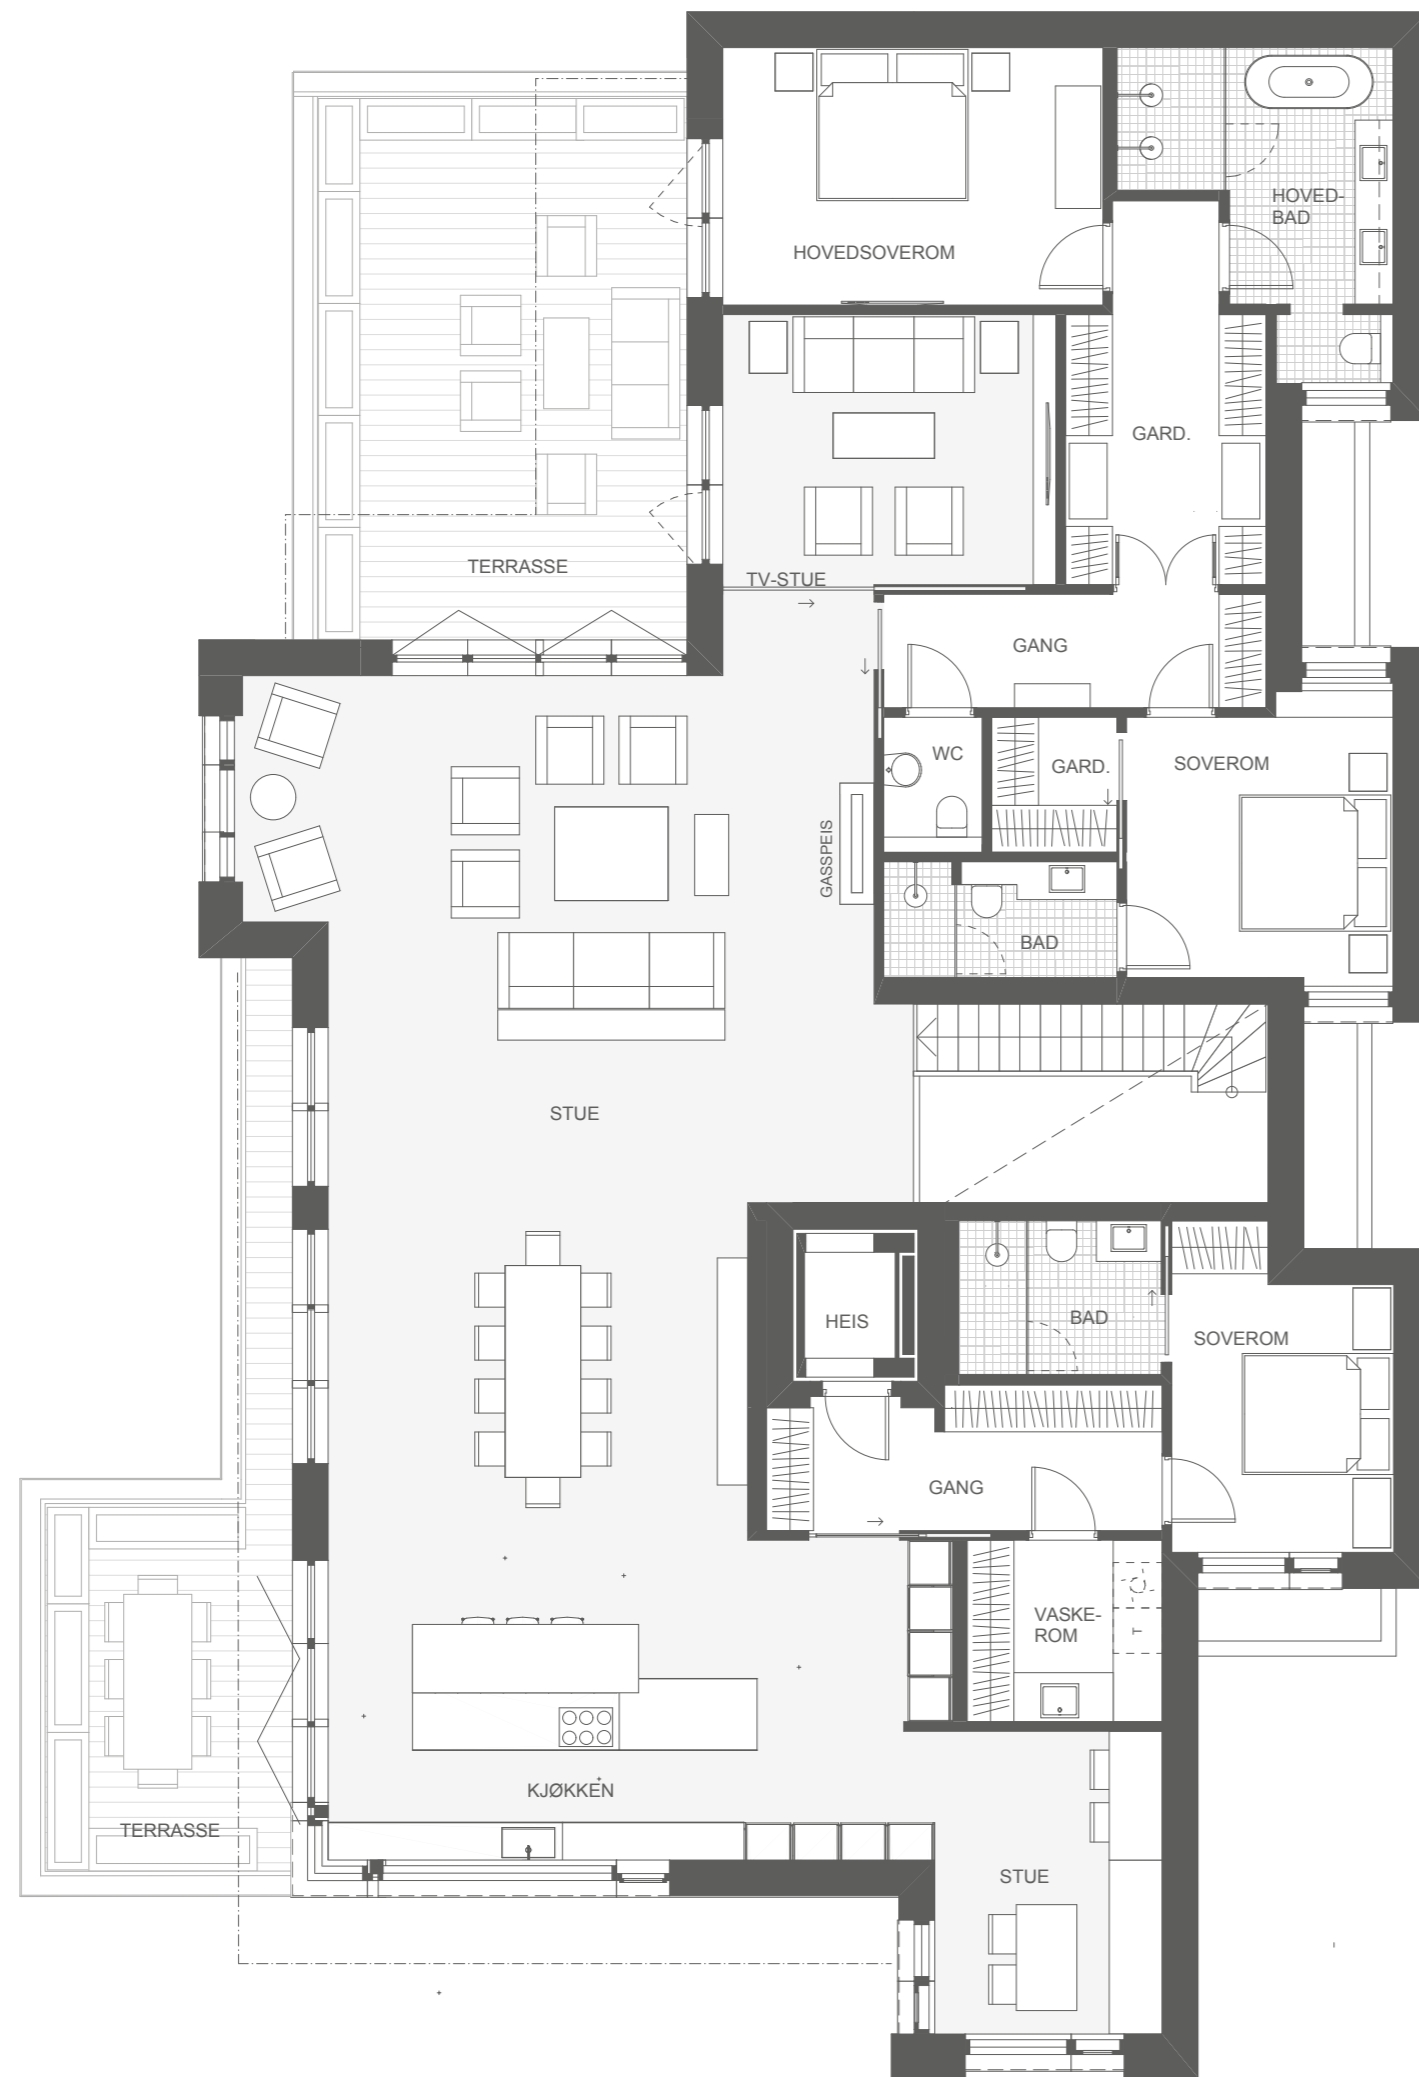 HOVED-
BAD
HOVEDSOVEROM
GARD.
TERRASSE
TV-STUE
GANG
WC
GARD.
SOVEROM
GASSPEIS
BAD
STUE
HEIS
BAD
SOVEROM
GANG
VASKE-
ROM
T
KJØKKEN
TERRASSE
STUE